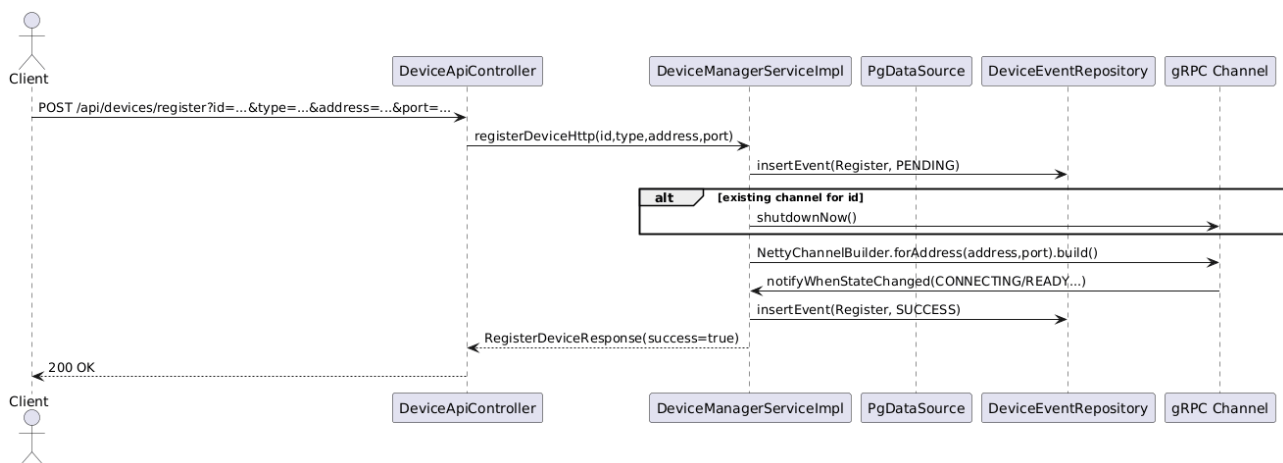 Client
DeviceApiController
DeviceManagerServiceImpl
PgDataSource
DeviceEventRepository
gRPC Channel
POST /api/devices/register?id=...&type=...&address=...&port=...
registerDeviceHttp(id,type,address,port)
insertEvent(Register, PENDING)
alt
[existing channel for id]
shutdownNow()
NettyChannelBuilder.forAddress(address,port).build()
notifyWhenStateChanged(CONNECTING/READY...)
insertEvent(Register, SUCCESS)
RegisterDeviceResponse(success=true)
200 OK
Client
DeviceApiController
DeviceManagerServiceImpl
PgDataSource
DeviceEventRepository
gRPC Channel